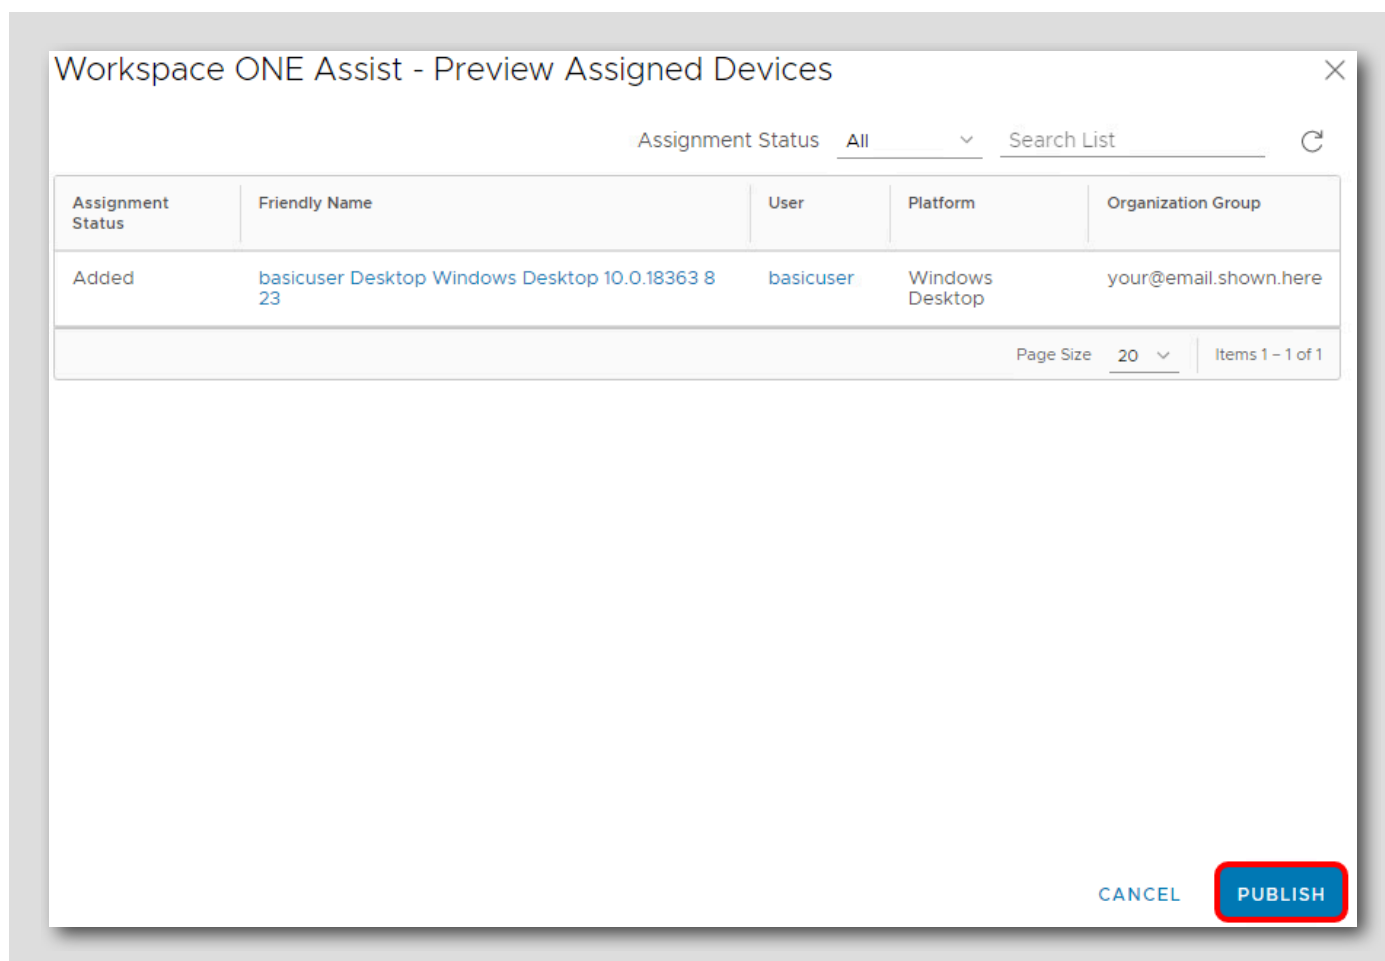 Workspace ONE Assist - Preview Assigned Devices
Assignment Status All Search List
Assignment Status Friendly Name User Platform Organization Group
Added basicuser Desktop Windows Desktop 10.0.18363 8 23 basicuser Windows Desktop your@email.shown.here
Page Size 20 Items 1 – 1 of 1
CANCEL PUBLISH